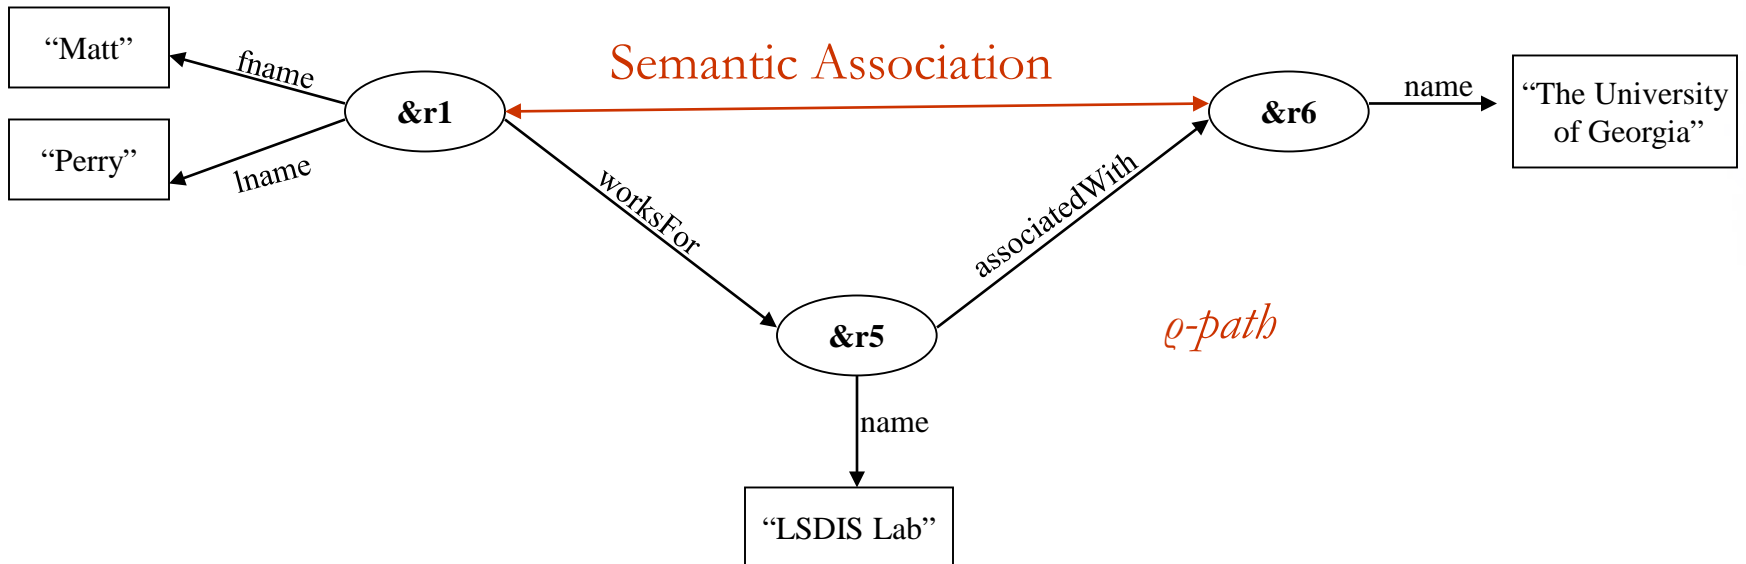 “Matt”
fname
Semantic Association
“Perry”
lname
&r1
&r6
name
“The University
of Georgia”
worksFor
associatedWith
&r5
ϱ-path
name
“LSDIS Lab”